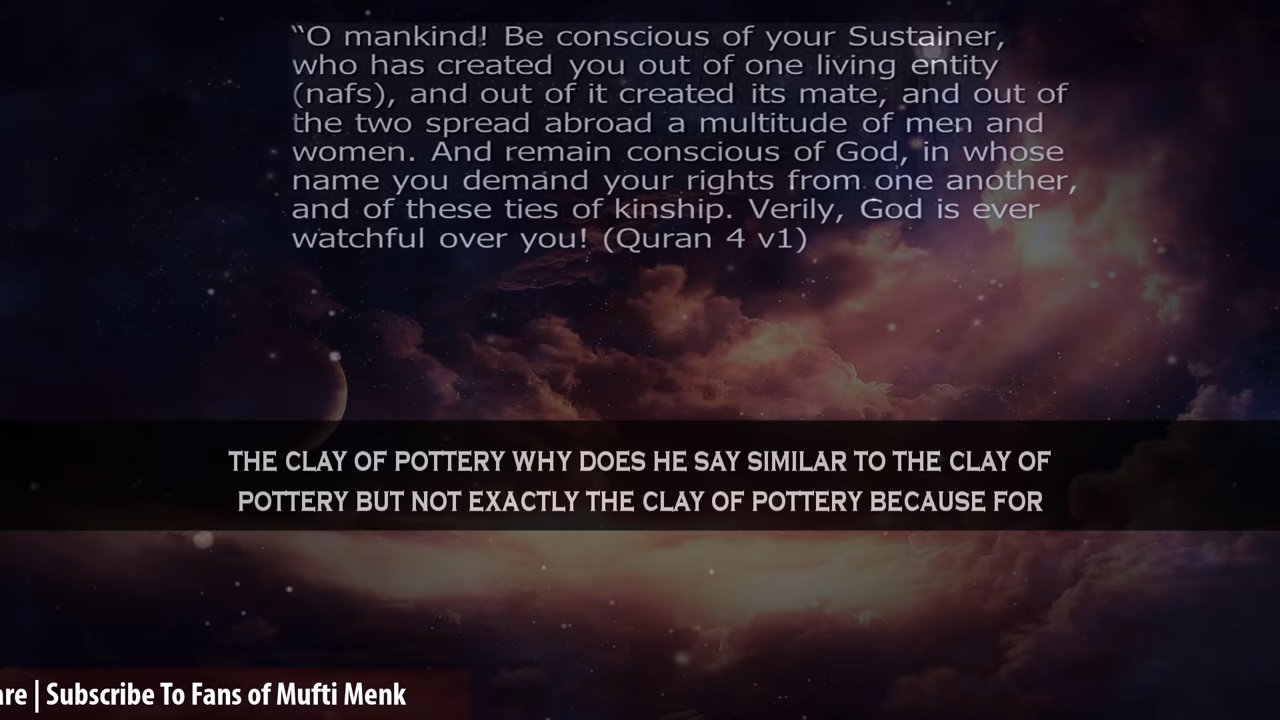 “O mankind! Be conscious of your Sustainer,
who has created you out of one living entity
(nafs), and out of it created its mate, and out of
the two spread abroad a multitude of men and
women. And remain conscious of God, in whose
name you demand your rights from one another,
and of these ties of kinship. Verily, God is ever
watchful over you! (Quran 4 v1)
THE CLAY OF POTTERY WHY DOES HE SAY SIMILAR TO THE CLAY OF
POTTERY BUT NOT EXACTLY THE CLAY OF POTTERY BECAUSE FOR
are | Subscribe To Fans of Mufti Menk